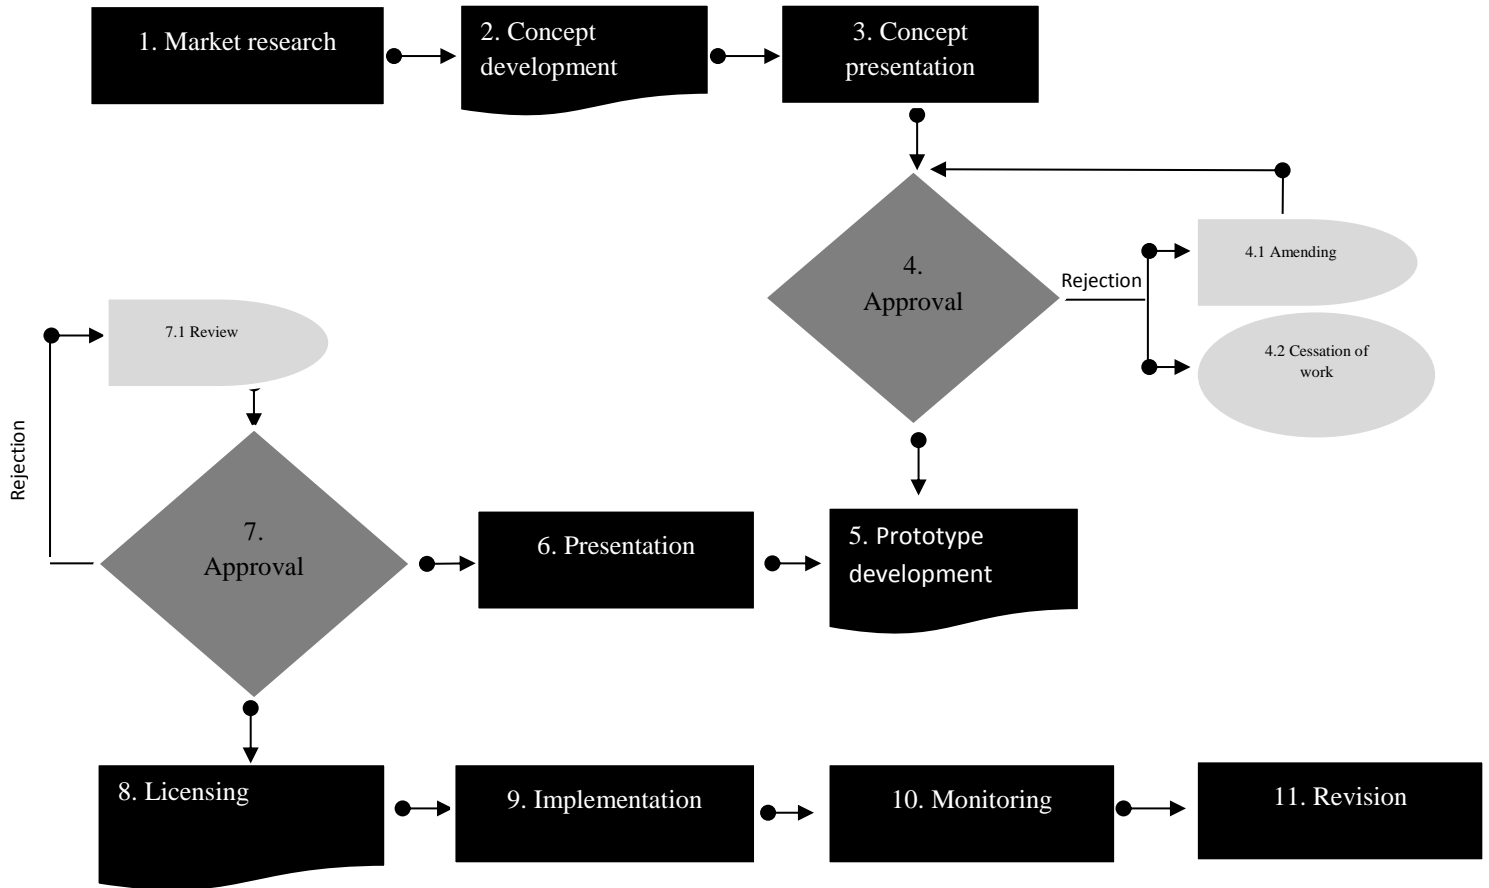 1. Market research
2. Concept
development
3. Concept
presentation
4.
Approval
Rejection
4.1 Amending
4.2 Cessation of
work
7.1 Review
Rejection
7.
Approval
6. Presentation
5. Prototype
development
8. Licensing
9. Implementation
10. Monitoring
11. Revision